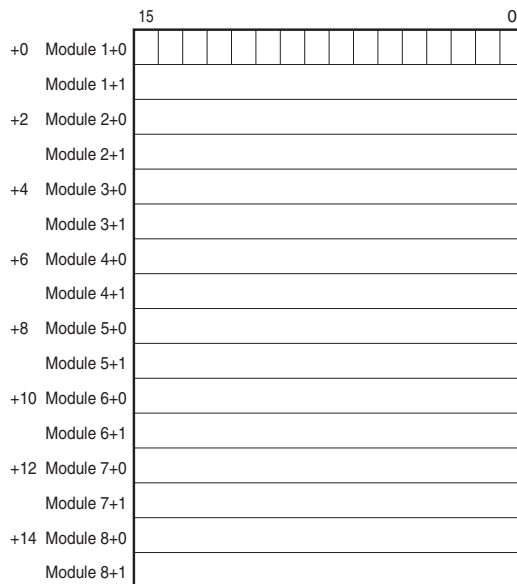 15 0
+0 Module 1+0
Module 1+1
+2 Module 2+0
Module 2+1
+4 Module 3+0
Module 3+1
+6 Module 4+0
Module 4+1
+8 Module 5+0
Module 5+1
+10 Module 6+0
Module 6+1
+12 Module 7+0
Module 7+1
+14 Module 8+0
Module 8+1